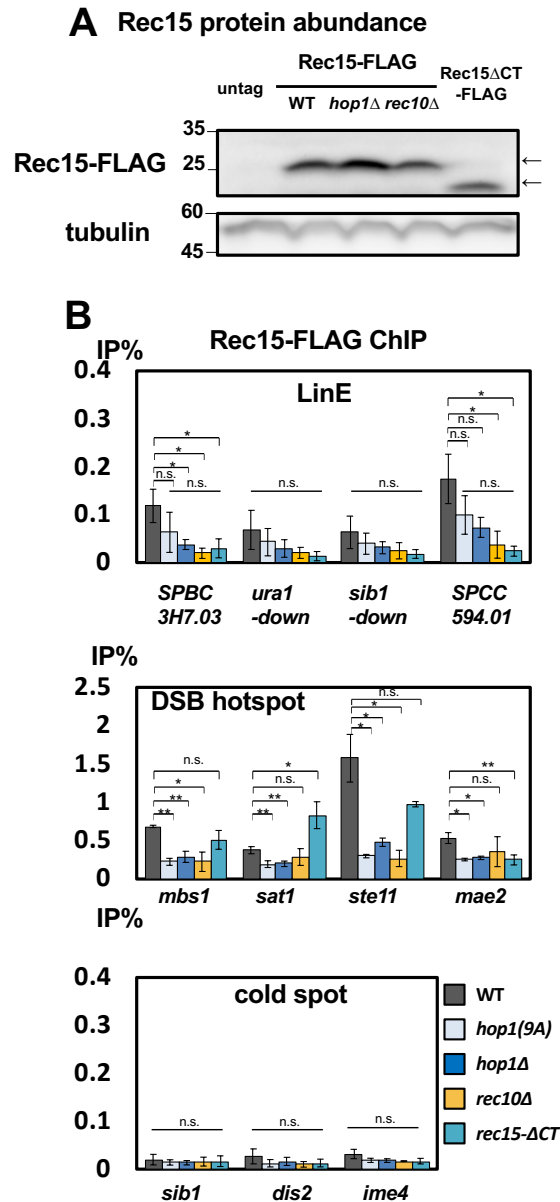 A Rec15 protein abundance
Rec15-FLAG
Rec15ΔCT
-FLAG
untag
WT hop1Δ rec10Δ
35
Rec15-FLAG
25
←
←
60
tubulin
45
B
Rec15-FLAG ChIP
IP%
LinE
0.4
0.3
0.2
0.1
0
*
*
*
n.s.
n.s.
n.s.
n.s.
*
*
n.s.
n.s.
n.s.
SPBC
3H7.03
ura1
-down
sib1
-down
SPCC
594.01
IP%
DSB hotspot
2.5
2
1.5
1
0.5
0
n.s.
*
**
**
*
n.s.
**
**
n.s.
*
*
*
**
n.s.
*
*
mbs1 sat1 ste11 mae2
IP%
cold spot
0.4
0.3
0.2
0.1
0
n.s.
n.s.
n.s.
sib1 dis2 ime4
WT
hop1(9A)
hop1Δ
rec10Δ
rec15-ΔCT